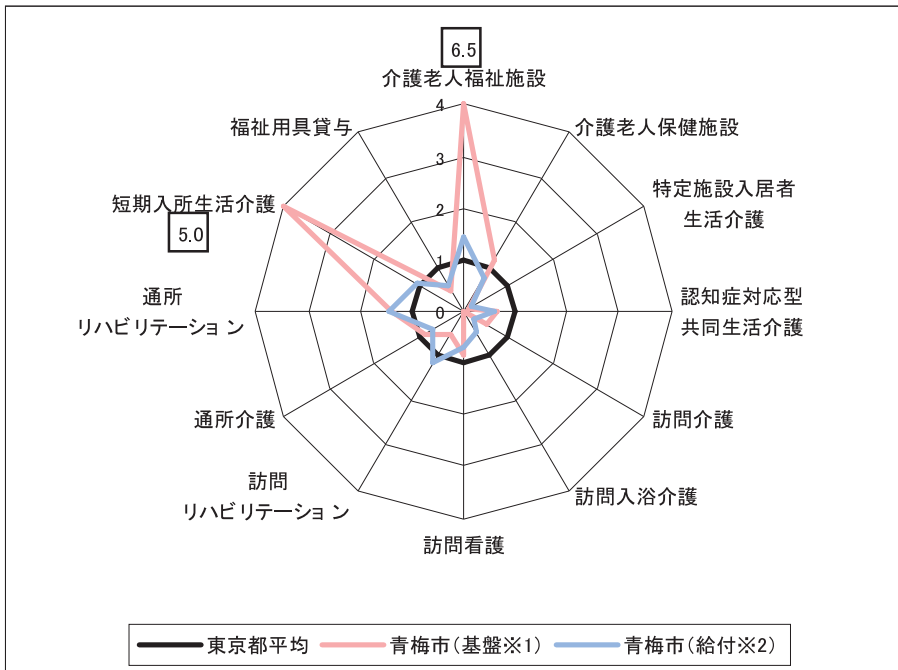 6.5
介護老人福祉施設
4
福祉用具貸与
介護老人保健施設
3
特定施設入居者
生活介護
短期入所生活介護
2
5.0
1
通所
リハビリテーション
0
認知症対応型
共同生活介護
通所介護
訪問介護
訪問
リハビリテーション
訪問入浴介護
訪問看護
東京都平均
青梅市(基盤※1)
青梅市(給付※2)